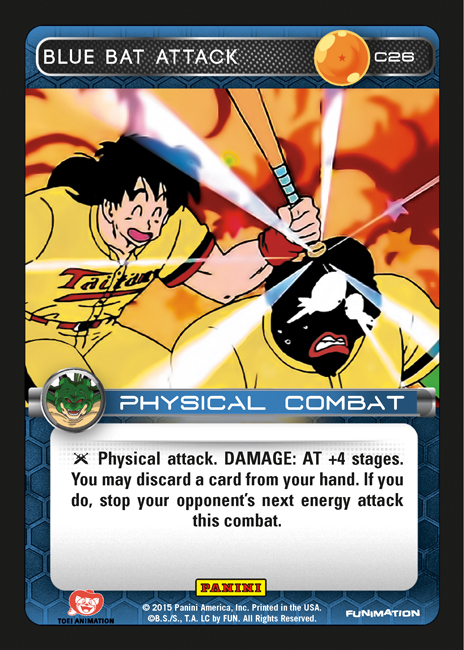 BLUE BAT ATTACK
C26
Taitans
PHYSICAL COMBAT
Physical attack. DAMAGE: AT +4 stages.
You may discard a card from your hand. If you
do, stop your opponent's next energy attack
this combat.
PANINI
TOEI ANIMATION
© 2015 Panini America, Inc. Printed in the USA.
©B.S./S., T.A. LC by FUN. All Rights Reserved.
FUNIMATION